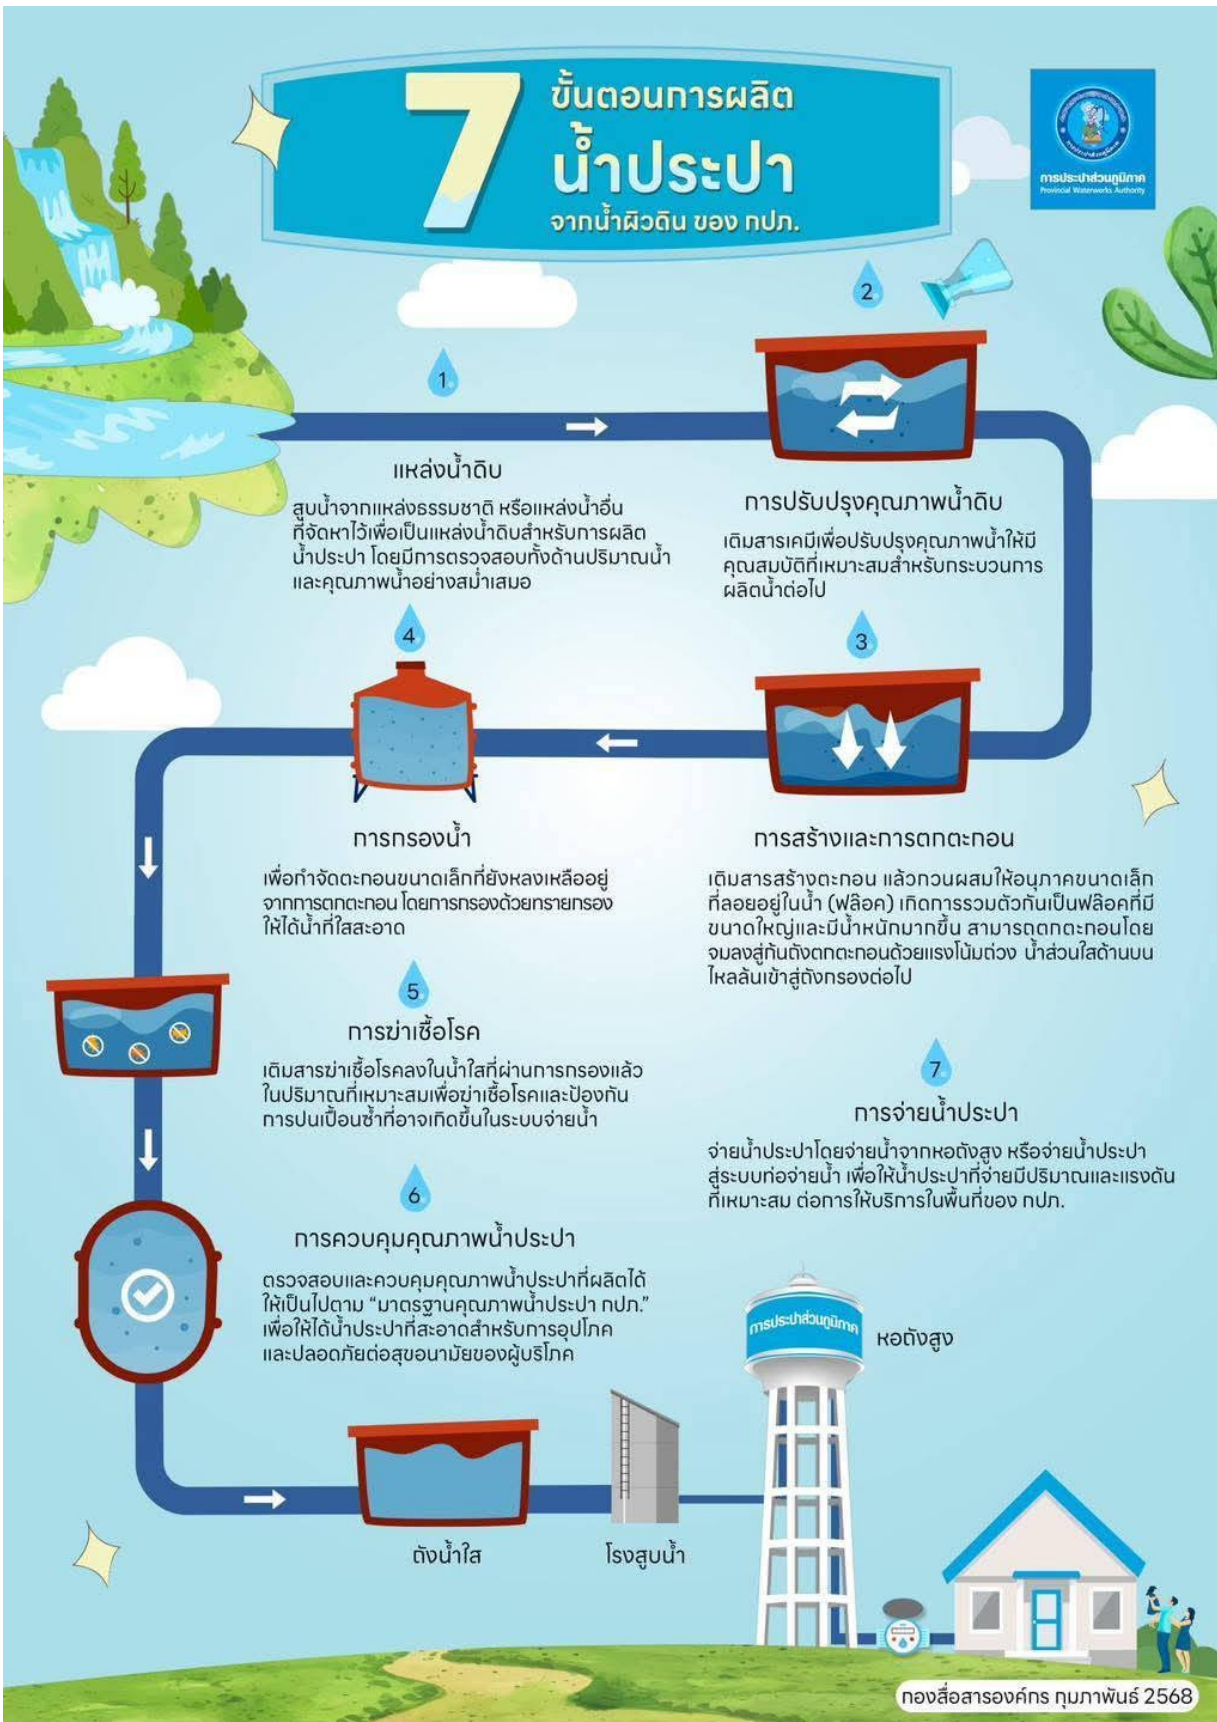 7
ขั้นตอนการผลิต
น้ำประปา
จากน้ำผิวดิน ของ กปภ.
การประปาส่วนภูมิภาค
Provincial Waterworks Authority
1.
แหล่งน้ำดิบ
สูบน้ำจากแหล่งธรรมชาติ หรือแหล่งน้ำอื่น
ที่จัดหาไว้เพื่อเป็นแหล่งน้ำดิบสำหรับการผลิต
น้ำประปา โดยมีการตรวจสอบทั้งด้านปริมาณน้ำ
และคุณภาพน้ำอย่างสม่ำเสมอ
2.
การปรับปรุงคุณภาพน้ำดิบ
เติมสารเคมีเพื่อปรับปรุงคุณภาพน้ำให้มี
คุณสมบัติที่เหมาะสมสำหรับกระบวนการ
ผลิตน้ำต่อไป
3.
การสร้างและการตกตะกอน
เติมสารสร้างตะกอน แล้วกวนผสมให้อนุภาคขนาดเล็ก
ที่ลอยอยู่ในน้ำ (ฟล๊อค) เกิดการรวมตัวกันเป็นฟล๊อคที่มี
ขนาดใหญ่และมีน้ำหนักมากขึ้น สามารถตกตะกอนโดย
จมลงสู่ก้นถังตกตะกอนด้วยแรงโน้มถ่วง น้ำส่วนใสด้านบน
ไหลล้นเข้าสู่ถังกรองต่อไป
4.
การกรองน้ำ
เพื่อกำจัดตะกอนขนาดเล็กที่ยังหลงเหลืออยู่
จากการตกตะกอน โดยการกรองด้วยทรายกรอง
ให้ได้น้ำที่ใสสะอาด
5.
การฆ่าเชื้อโรค
เติมสารฆ่าเชื้อโรคลงในน้ำใสที่ผ่านการกรองแล้ว
ในปริมาณที่เหมาะสมเพื่อฆ่าเชื้อโรคและป้องกัน
การปนเปื้อนซ้ำที่อาจเกิดขึ้นในระบบจ่ายน้ำ
6.
การควบคุมคุณภาพน้ำประปา
ตรวจสอบและควบคุมคุณภาพน้ำประปาที่ผลิตได้
ให้เป็นไปตาม “มาตรฐานคุณภาพน้ำประปา กปภ.”
เพื่อให้ได้น้ำประปาที่สะอาดสำหรับการอุปโภค
และปลอดภัยต่อสุขอนามัยของผู้บริโภค
7.
การจ่ายน้ำประปา
จ่ายน้ำประปาโดยจ่ายน้ำจากหอถังสูง หรือจ่ายน้ำประปา
สู่ระบบท่อจ่ายน้ำ เพื่อให้น้ำประปาที่จ่ายมีปริมาณและแรงดัน
ที่เหมาะสม ต่อการให้บริการในพื้นที่ของ กปภ.
การประปาส่วนภูมิภาค
หอถังสูง
ถังน้ำใส
โรงสูบน้ำ
กองสื่อสารองค์กร กุมภาพันธ์ 2568